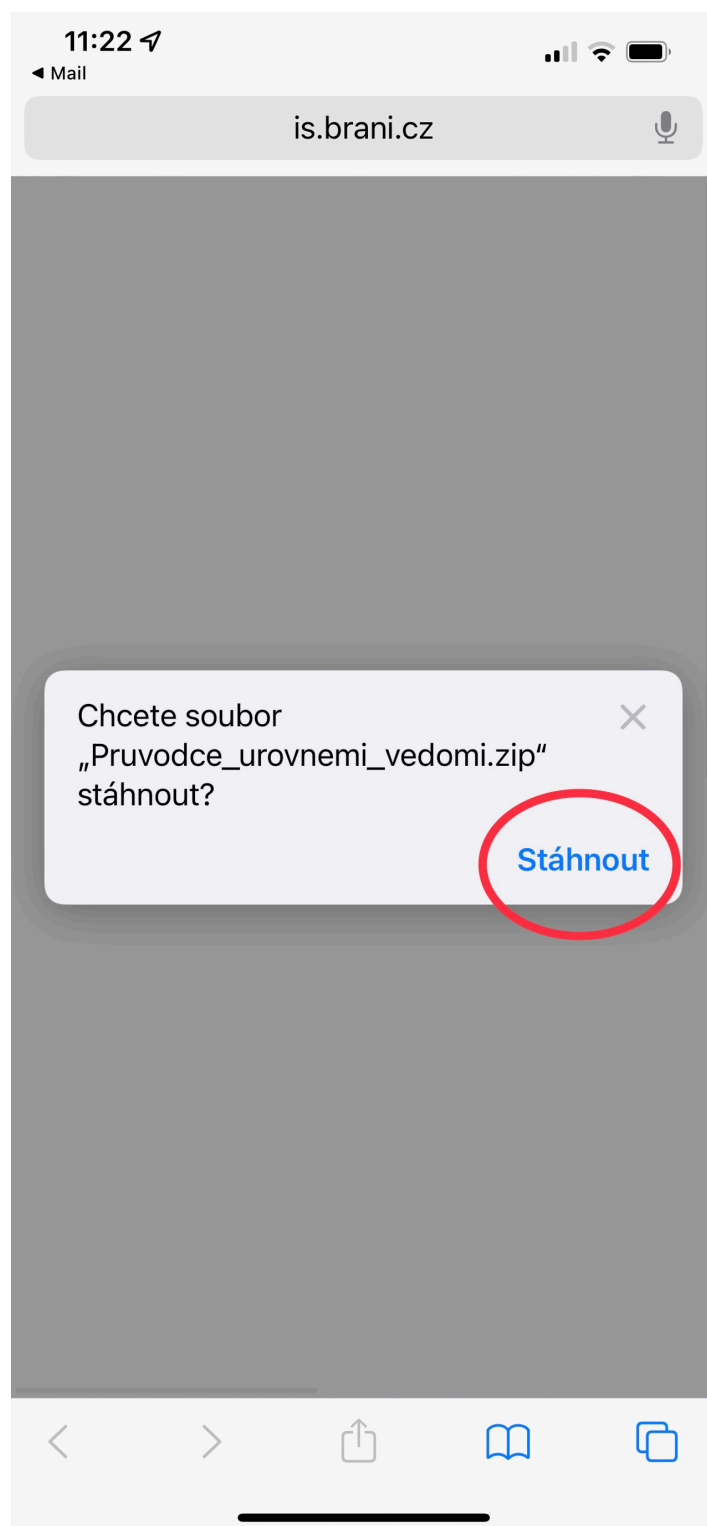 11:22
◀ Mail
is.brani.cz
Chcete soubor
„Pruvodce_urovnemi_vedomi.zip“
stáhnout?
Stáhnout